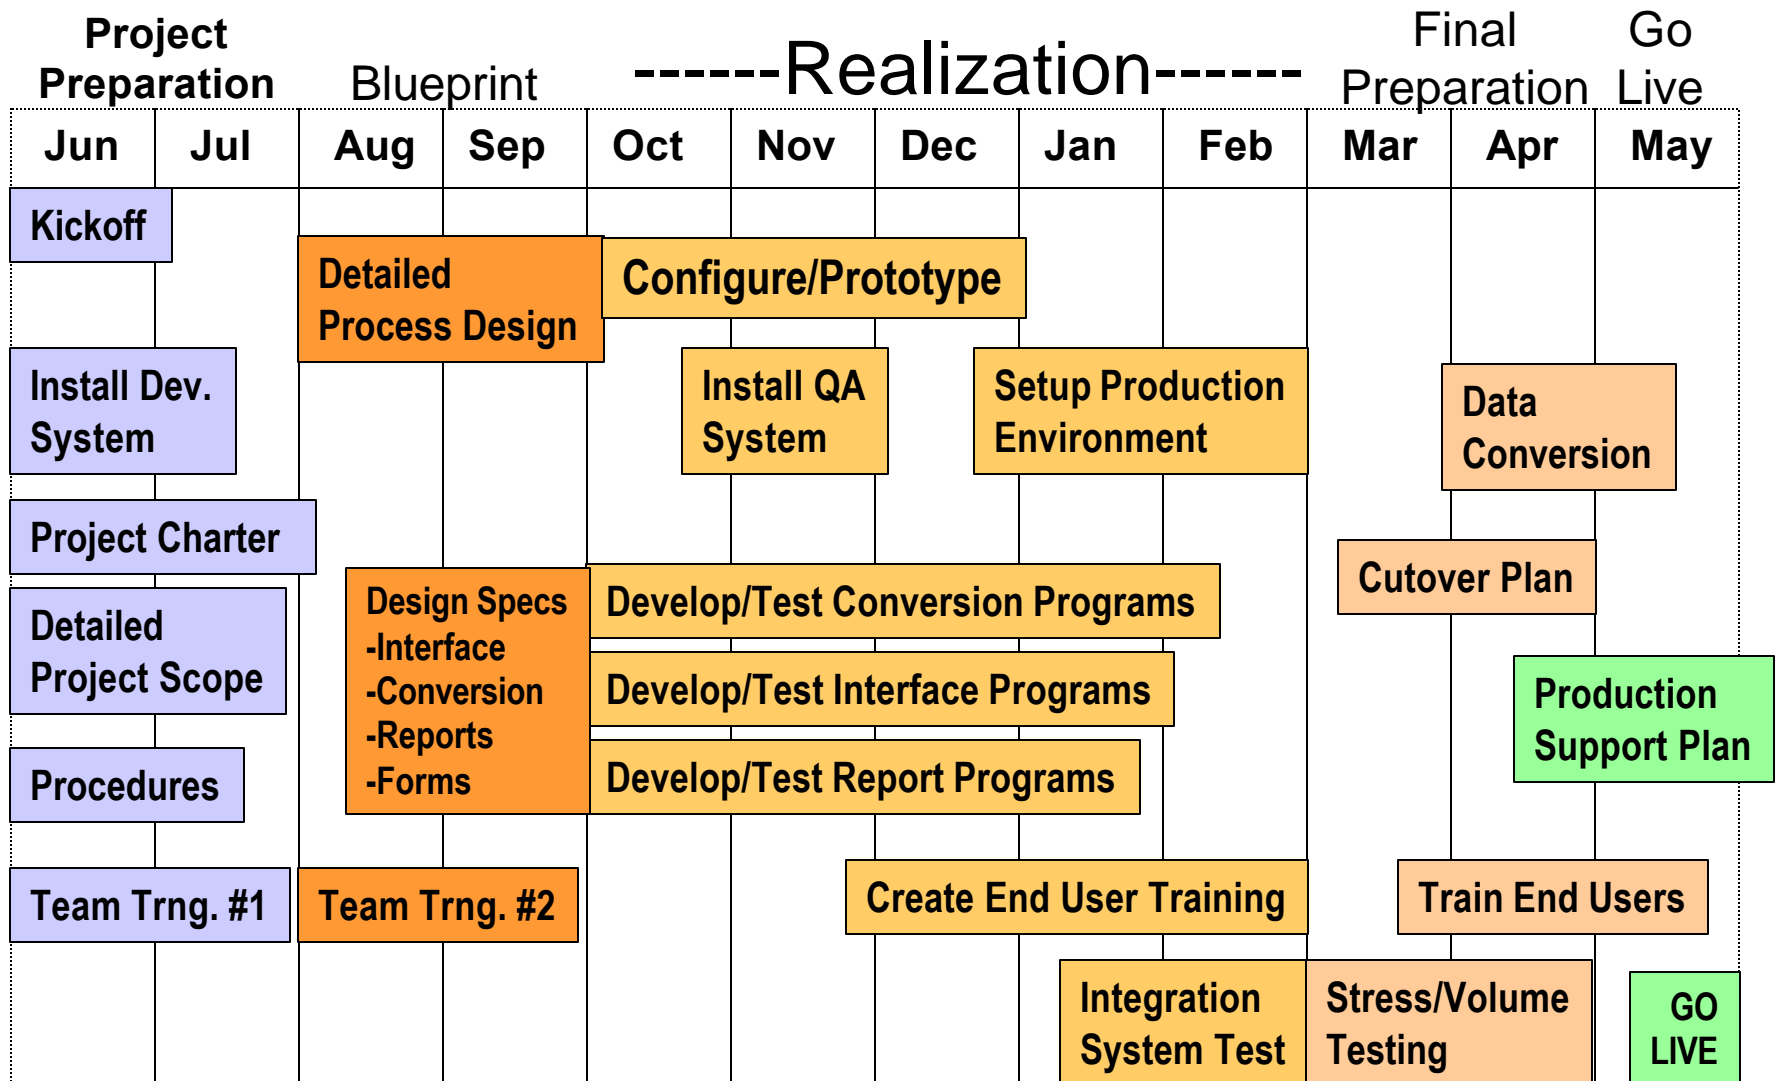 Project
Preparation
Blueprint
------Realization------
Final
Preparation
Go
Live
Jun Jul Aug Sep Oct Nov Dec Jan Feb Mar Apr May
Kickoff
Detailed
Process Design
Configure/Prototype
Install Dev.
System
Install QA
System
Setup Production
Environment
Data
Conversion
Project Charter
Detailed
Project Scope
Procedures
Design Specs
-Interface
-Conversion
-Reports
-Forms
Develop/Test Conversion Programs
Develop/Test Interface Programs
Develop/Test Report Programs
Cutover Plan
Production
Support Plan
Team Trng. #1
Team Trng. #2
Create End User Training
Train End Users
Integration
System Test
Stress/Volume
Testing
GO
LIVE